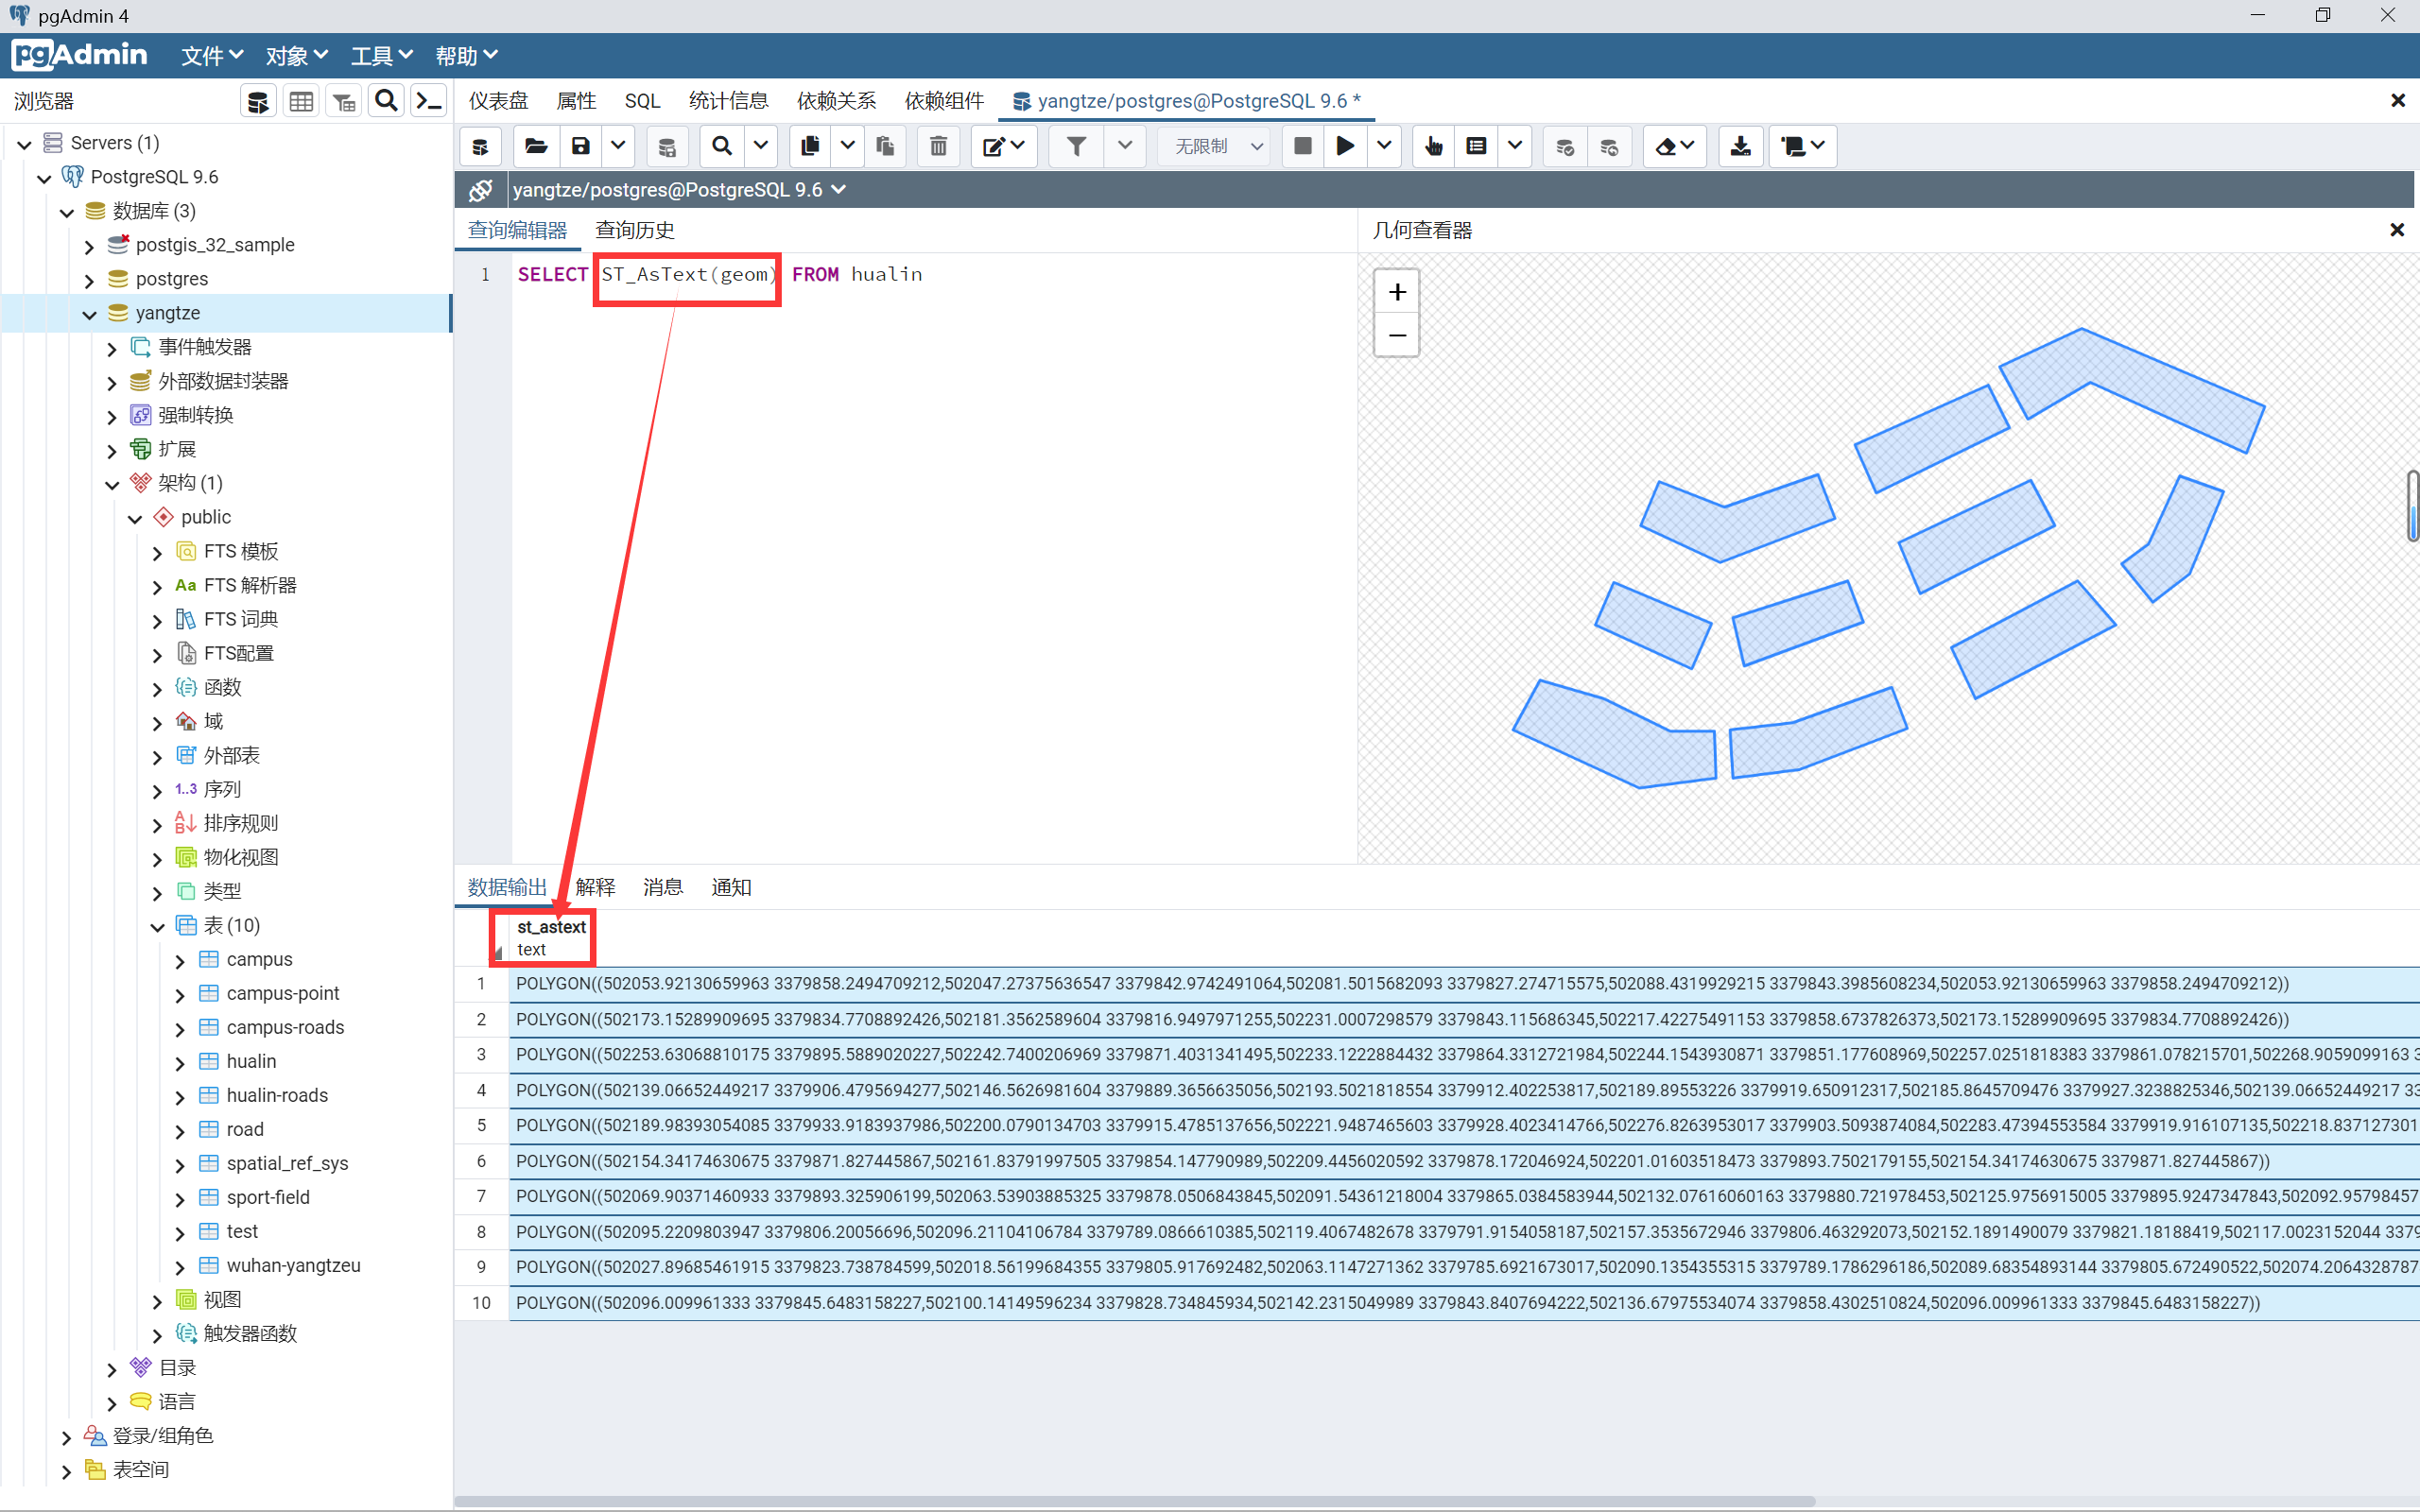 pgAdmin 4
pgAdmin 文件 对象 工具 帮助
浏览器
仪表盘 属性 SQL 统计信息 依赖关系 依赖组件 yangtze/postgres@PostgreSQL 9.6 *
无限制
yangtze/postgres@PostgreSQL 9.6
Servers (1)
PostgreSQL 9.6
数据库 (3)
postgis_32_sample
postgres
yangtze
事件触发器
外部数据封装器
强制转换
扩展
架构 (1)
public
FTS 模板
Aa FTS 解析器
FTS 词典
FTS配置
函数
域
外部表
1..3 序列
排序规则
物化视图
类型
表 (10)
campus
campus-point
campus-roads
hualin
hualin-roads
road
spatial_ref_sys
sport-field
test
wuhan-yangtzeu
视图
触发器函数
目录
语言
登录/组角色
表空间
查询编辑器 查询历史
1 SELECT ST_AsText(geom) FROM hualin
几何查看器
+
−
数据输出 解释 消息 通知
st_astext
text
1 POLYGON((502053.92130659963 3379858.2494709212,502047.27375636547 3379842.9742491064,502081.5015682093 3379827.274715575,502088.4319929215 3379843.3985608234,502053.92130659963 3379858.2494709212))
2 POLYGON((502173.15289909695 3379834.7708892426,502181.3562589604 3379816.9497971255,502231.0007298579 3379843.115686345,502217.42275491153 3379858.6737826373,502173.15289909695 3379834.7708892426))
3 POLYGON((502253.63068810175 3379895.5889020227,502242.7400206969 3379871.4031341495,502233.1222884432 3379864.3312721984,502244.1543930871 3379851.177608969,502257.0251818383 3379861.078215701,502268.9059099163 3
4 POLYGON((502139.06652449217 3379906.4795694277,502146.5626981604 3379889.3656635056,502193.5021818554 3379912.402253817,502189.89553226 3379919.650912317,502185.8645709476 3379927.3238825346,502139.06652449217 33
5 POLYGON((502189.98393054085 3379933.9183937986,502200.0790134703 3379915.4785137656,502221.9487465603 3379928.4023414766,502276.8263953017 3379903.5093874084,502283.47394553584 3379919.916107135,502218.837127301
6 POLYGON((502154.34174630675 3379871.827445867,502161.83791997505 3379854.147790989,502209.4456020592 3379878.172046924,502201.01603518473 3379893.7502179155,502154.34174630675 3379871.827445867))
7 POLYGON((502069.90371460933 3379893.325906199,502063.53903885325 3379878.0506843845,502091.54361218004 3379865.0384583944,502132.07616060163 3379880.721978453,502125.9756915005 3379895.9247347843,502092.95798457
8 POLYGON((502095.2209803947 3379806.20056696,502096.21104106784 3379789.0866610385,502119.4067482678 3379791.9154058187,502157.3535672946 3379806.463292073,502152.1891490079 3379821.18188419,502117.0023152044 3379
9 POLYGON((502027.89685461915 3379823.738784599,502018.56199684355 3379805.917692482,502063.1147271362 3379785.6921673017,502090.1354355315 3379789.1786296186,502089.68354893144 3379805.672490522,502074.2064328787
10 POLYGON((502096.009961333 3379845.6483158227,502100.14149596234 3379828.734845934,502142.2315049989 3379843.8407694222,502136.67975534074 3379858.4302510824,502096.009961333 3379845.6483158227))